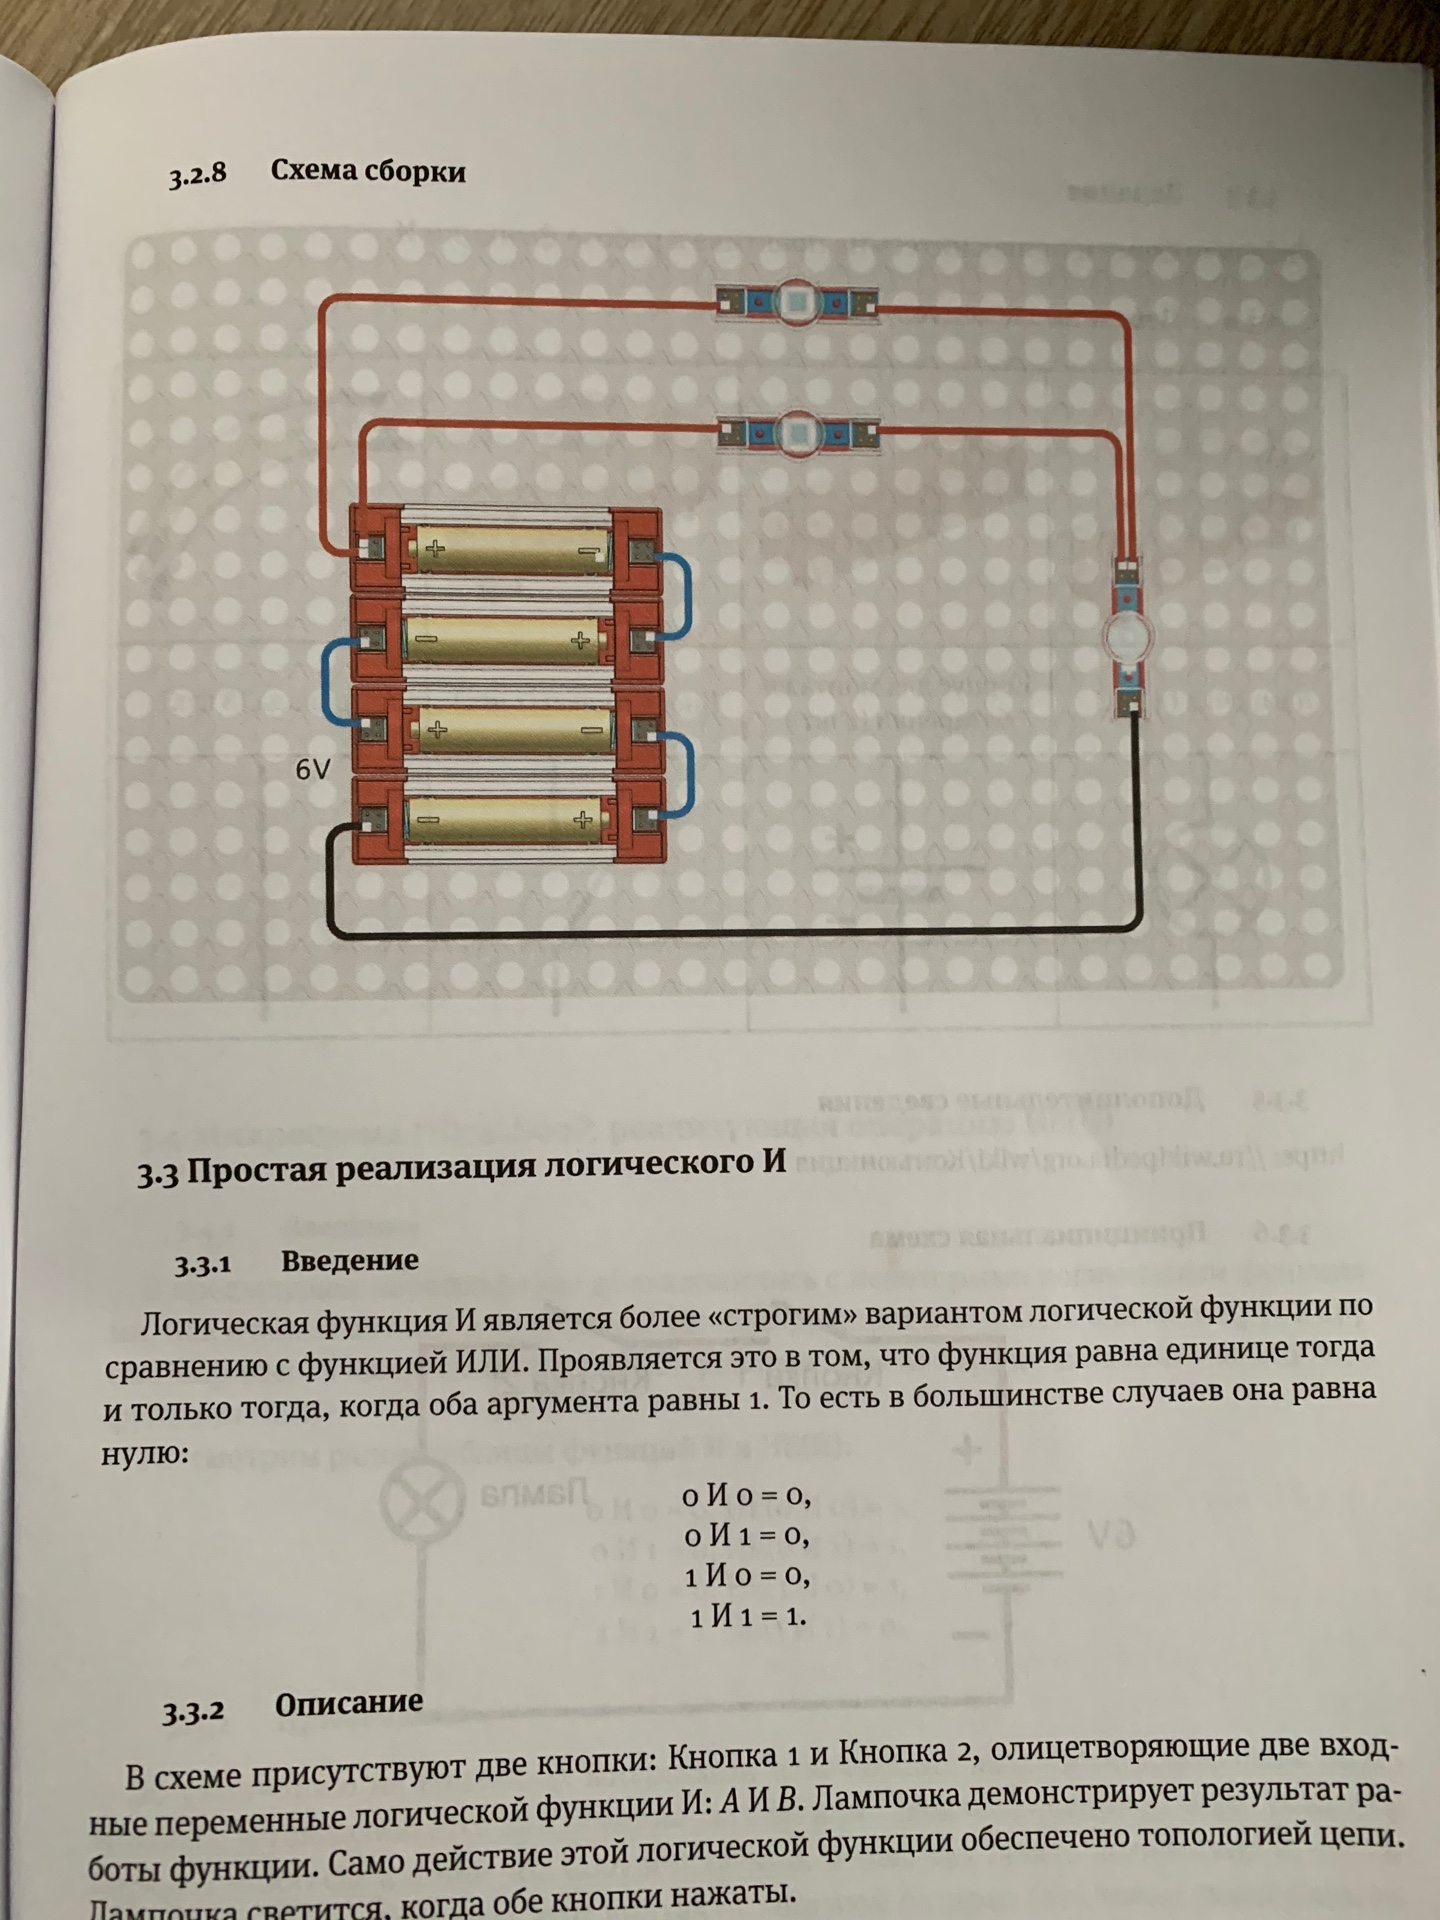 3.2.8 Схема сборки
+ −
− +
+ −
6V
− +
3.3 Простая реализация логического И
3.3.1 Введение
Логическая функция И является более «строгим» вариантом логической функции по
сравнению с функцией ИЛИ. Проявляется это в том, что функция равна единице тогда
и только тогда, когда оба аргумента равны 1. То есть в большинстве случаев она равна
нулю:
0 И 0 = 0,
0 И 1 = 0,
1 И 0 = 0,
1 И 1 = 1.
3.3.2 Описание
В схеме присутствуют две кнопки: Кнопка 1 и Кнопка 2, олицетворяющие две вход-
ные переменные логической функции И: A И B. Лампочка демонстрирует результат ра-
боты функции. Само действие этой логической функции обеспечено топологией цепи.
Лампочка светится, когда обе кнопки нажаты.